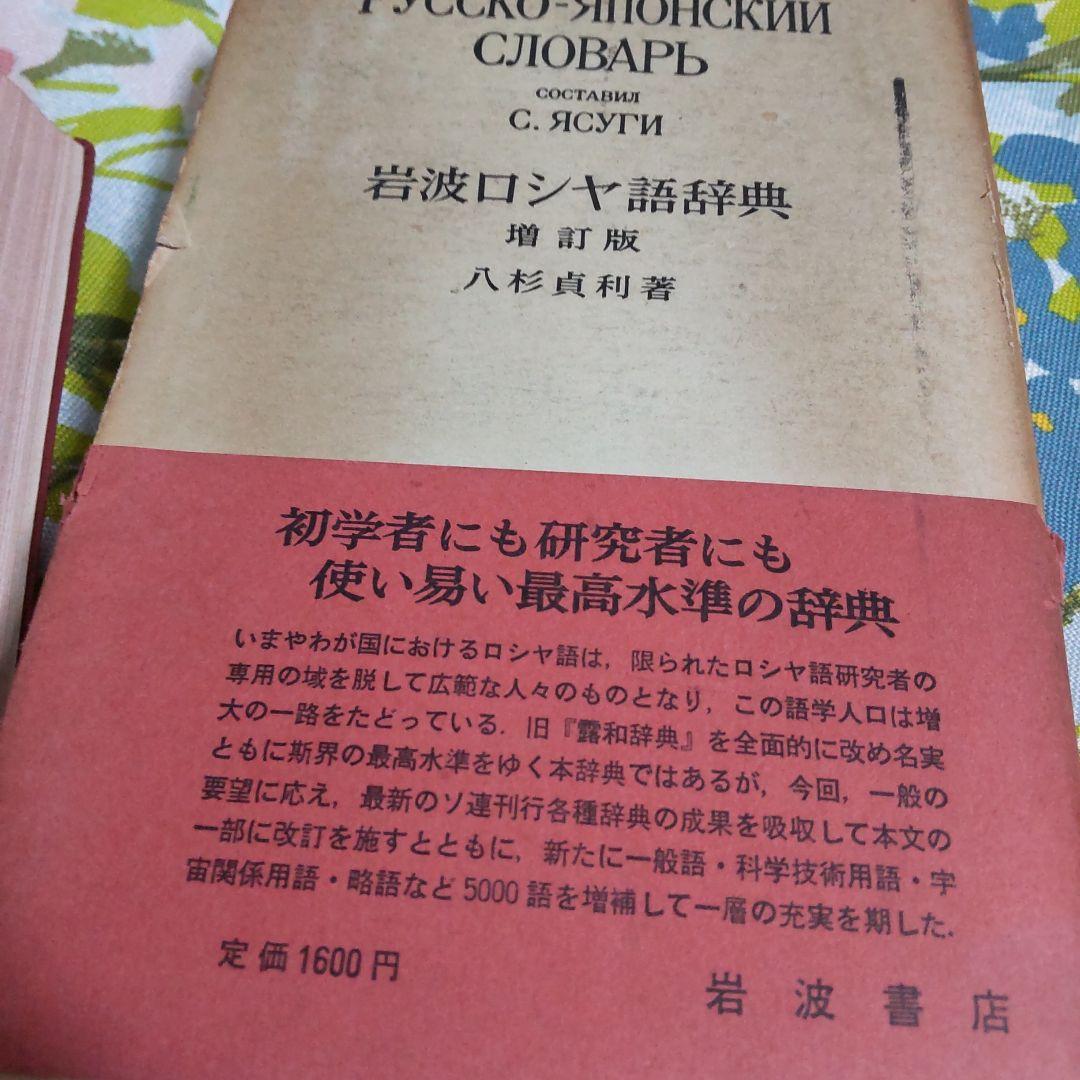 РУССКО-ЯПОНСКИЙ
СЛОВАРЬ
СОСТАВИЛ
С. ЯСУГИ
岩波ロシヤ語辞典
増訂版
八杉貞利著
初学者にも研究者にも
使い易い最高水準の辞典
いまやわが国におけるロシヤ語は，限られたロシヤ語研究者の
専用の域を脱して広範な人々のものとなり，この語学人口は増
大の一路をたどっている．旧『露和辞典』を全面的に改め名実
ともに斯界の最高水準をゆく本辞典ではあるが，今回，一般の
要望に応え，最新のソ連刊行各種辞典の成果を吸収して本文の
一部に改訂を施すとともに，新たに一般語・科学技術用語・宇
宙関係用語・略語など5000語を増補して一層の充実を期した．
定価1600円
岩波書店